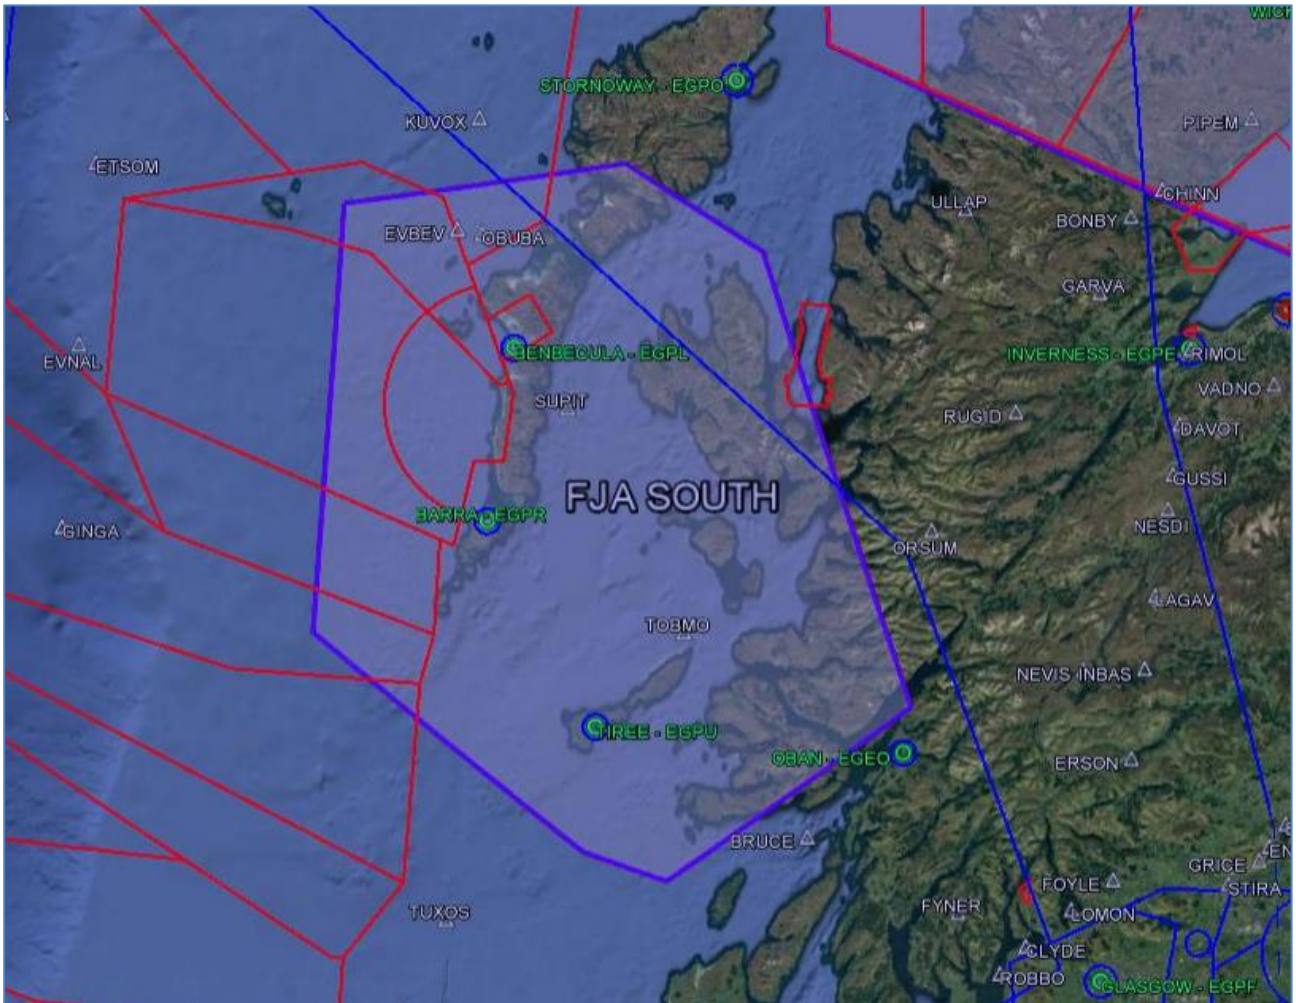 WICK
STORNOWAY - EGPO
KUVOX
PIPEM
ETSOM
CHINN
ULLAP
BONBY
EVBEV
OBUBA
GARVA
BENBECULA - EGPL
INVERNESS - EGPE
RIMOL
EVNAL
VADNO
SUPIT
RUGID
DAVOT
GUSSI
FJA SOUTH
BARRA - EGPR
NESDI
GINGA
ORSUM
LAGAV
TOBMO
NEVIS
INBAS
TIREE - EGPU
OBAN - EGEO
ERSON
BRUCE
GRICE
FOYLE
STIRA
FYNER
LOMON
TUXOS
CLYDE
ROBBO
GLASGOW - EGPF